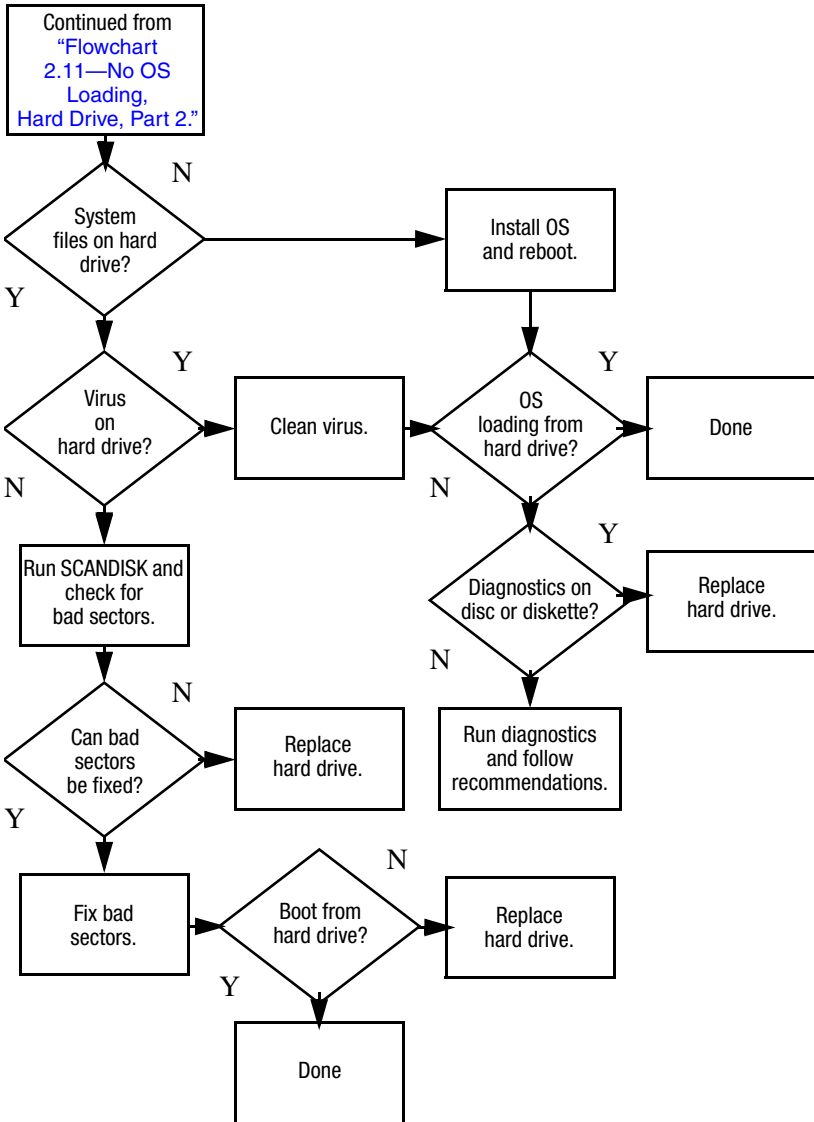 Continued from
“Flowchart
2.11—No OS
Loading,
Hard Drive, Part 2.”
N
System
files on hard
drive?
Install OS
and reboot.
Y
Y
Y
Virus
on
hard drive?
Clean virus.
OS
loading from
hard drive?
Done
N
N
Y
Run SCANDISK and
check for
bad sectors.
Diagnostics on
disc or diskette?
Replace
hard drive.
N
N
Can bad
sectors
be fixed?
Replace
hard drive.
Run diagnostics
and follow
recommendations.
Y
N
Fix bad
sectors.
Boot from
hard drive?
Replace
hard drive.
Y
Done